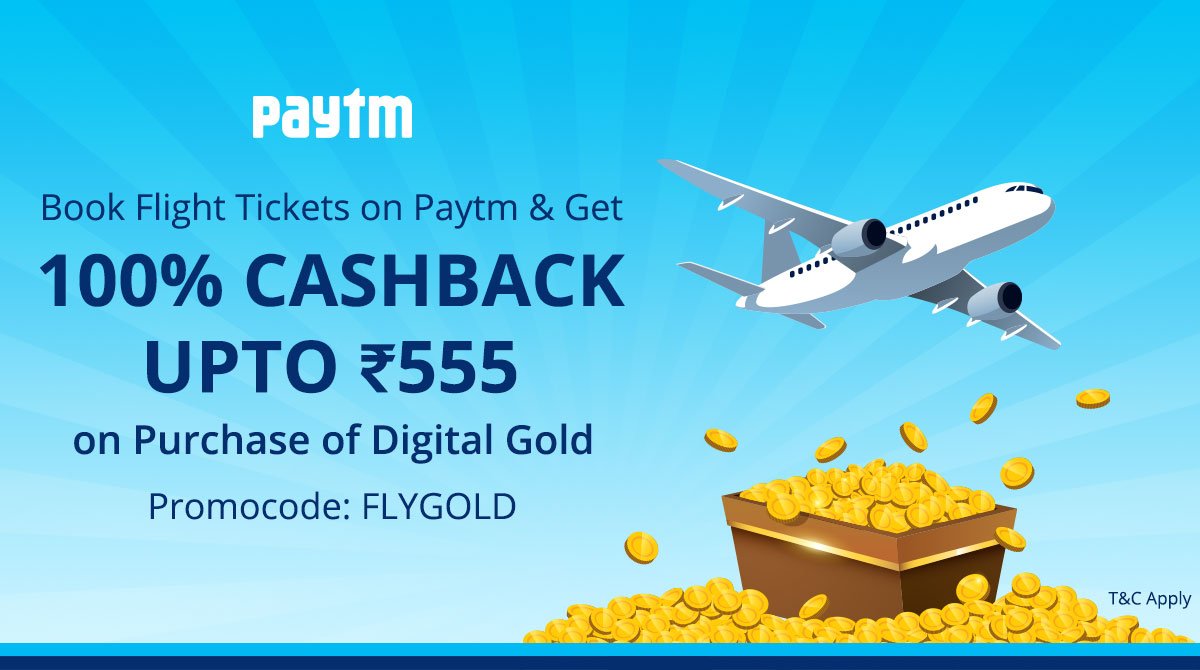 paytm
Book Flight Tickets on Paytm & Get
100% CASHBACK
UPTO ₹555
on Purchase of Digital Gold
Promocode: FLYGOLD
T&C Apply